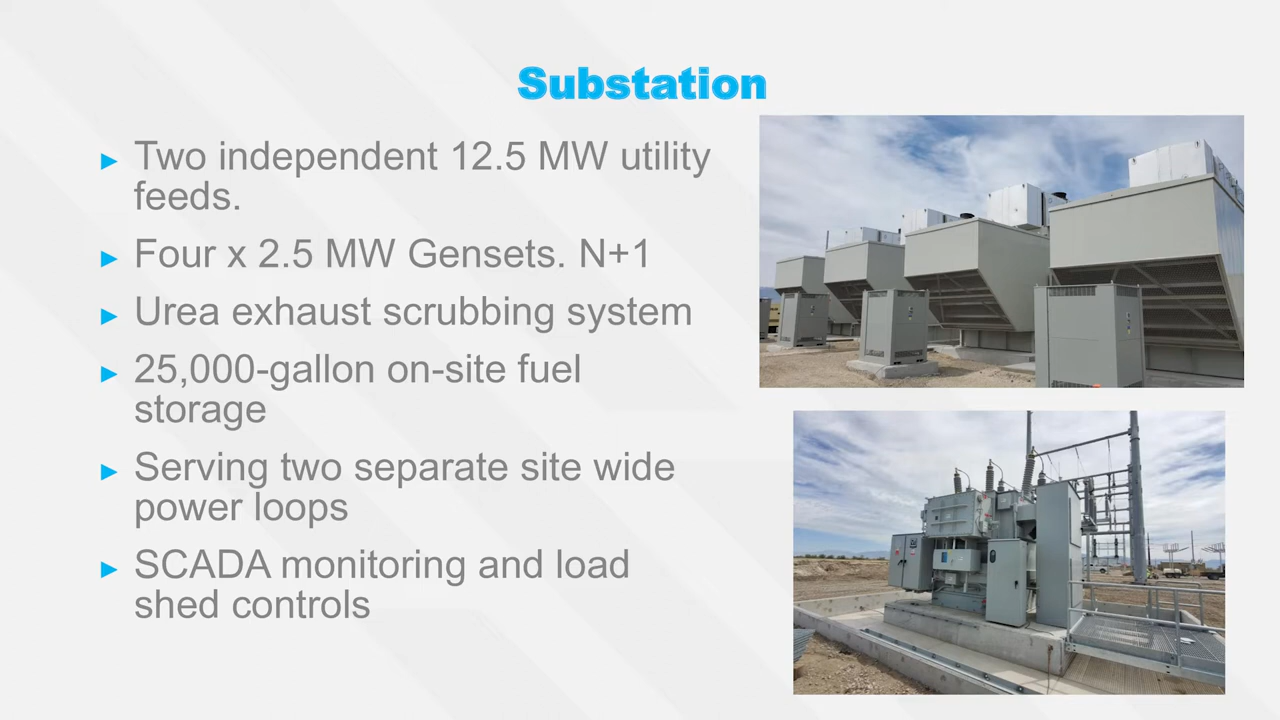 Substation
► Two independent 12.5 MW utility
feeds.
► Four x 2.5 MW Gensets. N+1
► Urea exhaust scrubbing system
► 25,000-gallon on-site fuel
storage
► Serving two separate site wide
power loops
► SCADA monitoring and load
shed controls